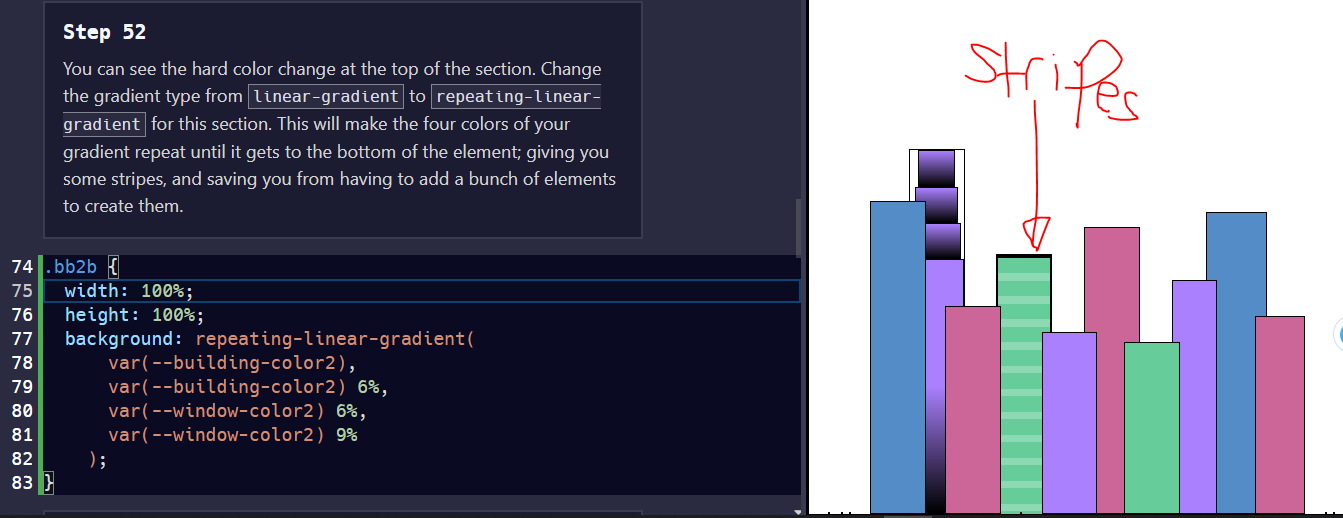 Step 52
You can see the hard color change at the top of the section. Change
the gradient type from linear-gradient to repeating-linear-
gradient for this section. This will make the four colors of your
gradient repeat until it gets to the bottom of the element; giving you
some stripes, and saving you from having to add a bunch of elements
to create them.
74 .bb2b {
75 width: 100%;
76 height: 100%;
77 background: repeating-linear-gradient(
78 var(--building-color2),
79 var(--building-color2) 6%,
80 var(--window-color2) 6%,
81 var(--window-color2) 9%
82 );
83 }
Stripes